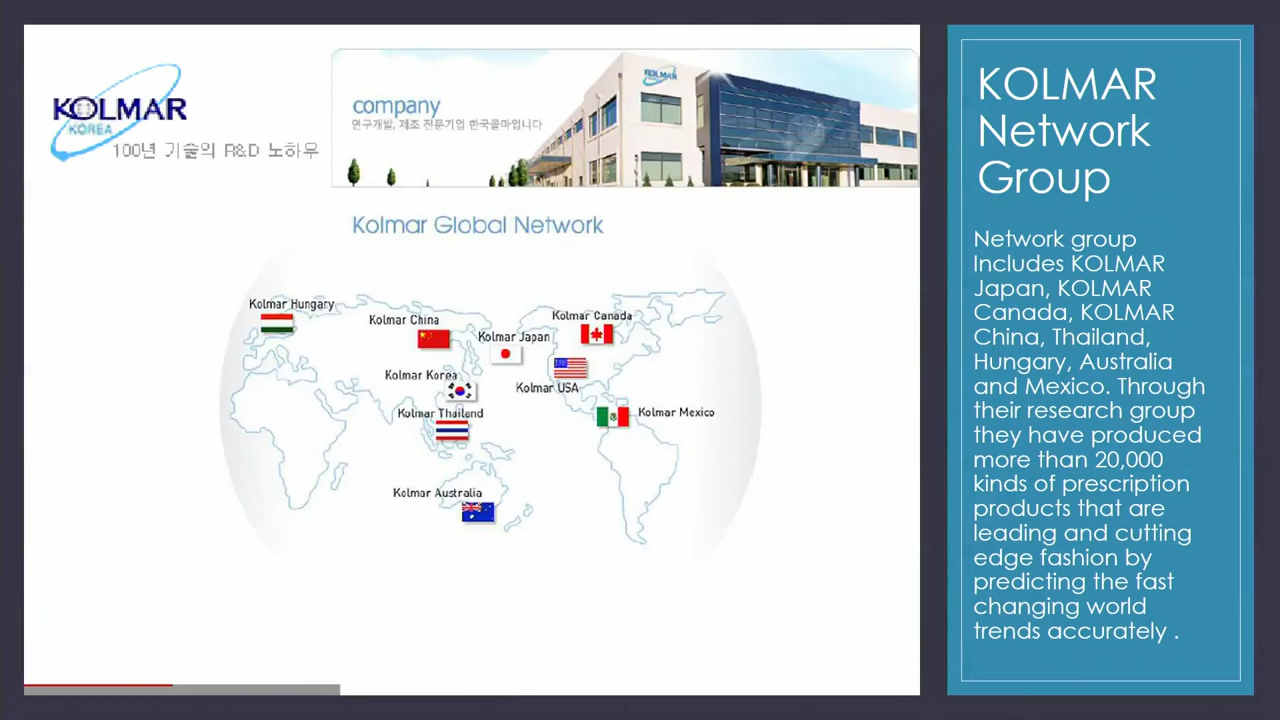 KOLMAR
KOREA
100년 기술의 R&D 노하우
company
연구개발, 제조 전문기업 한국콜마입니다
KOLMAR
Kolmar Global Network
Kolmar Hungary
Kolmar China
Kolmar Canada
Kolmar Japan
Kolmar Korea
Kolmar USA
Kolmar Thailand
Kolmar Mexico
Kolmar Australia
KOLMAR
Network
Group
Network group
Includes KOLMAR
Japan, KOLMAR
Canada, KOLMAR
China, Thailand,
Hungary, Australia
and Mexico. Through
their research group
they have produced
more than 20,000
kinds of prescription
products that are
leading and cutting
edge fashion by
predicting the fast
changing world
trends accurately .